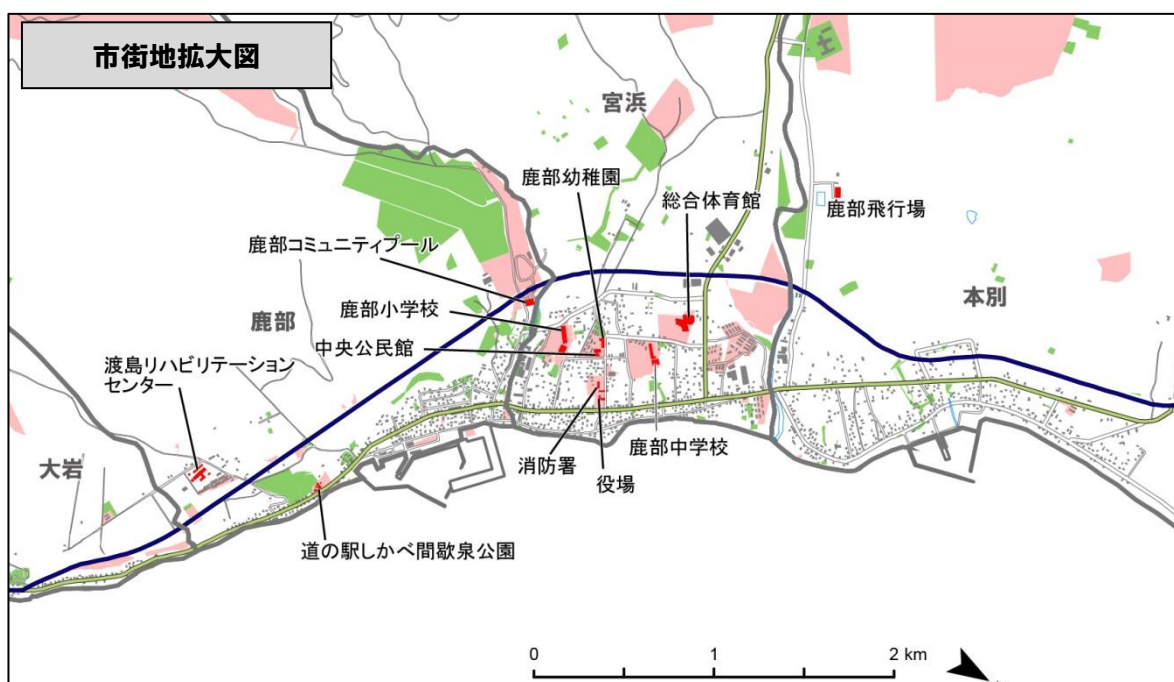 市街地拡大図
宮浜
鹿部幼稚園
総合体育館
鹿部飛行場
鹿部コミュニティプール
本別
鹿部小学校
鹿部
中央公民館
渡島リハビリテーション
センター
鹿部中学校
大岩
消防署
役場
道の駅しかべ間歇泉公園
0 1 2 km